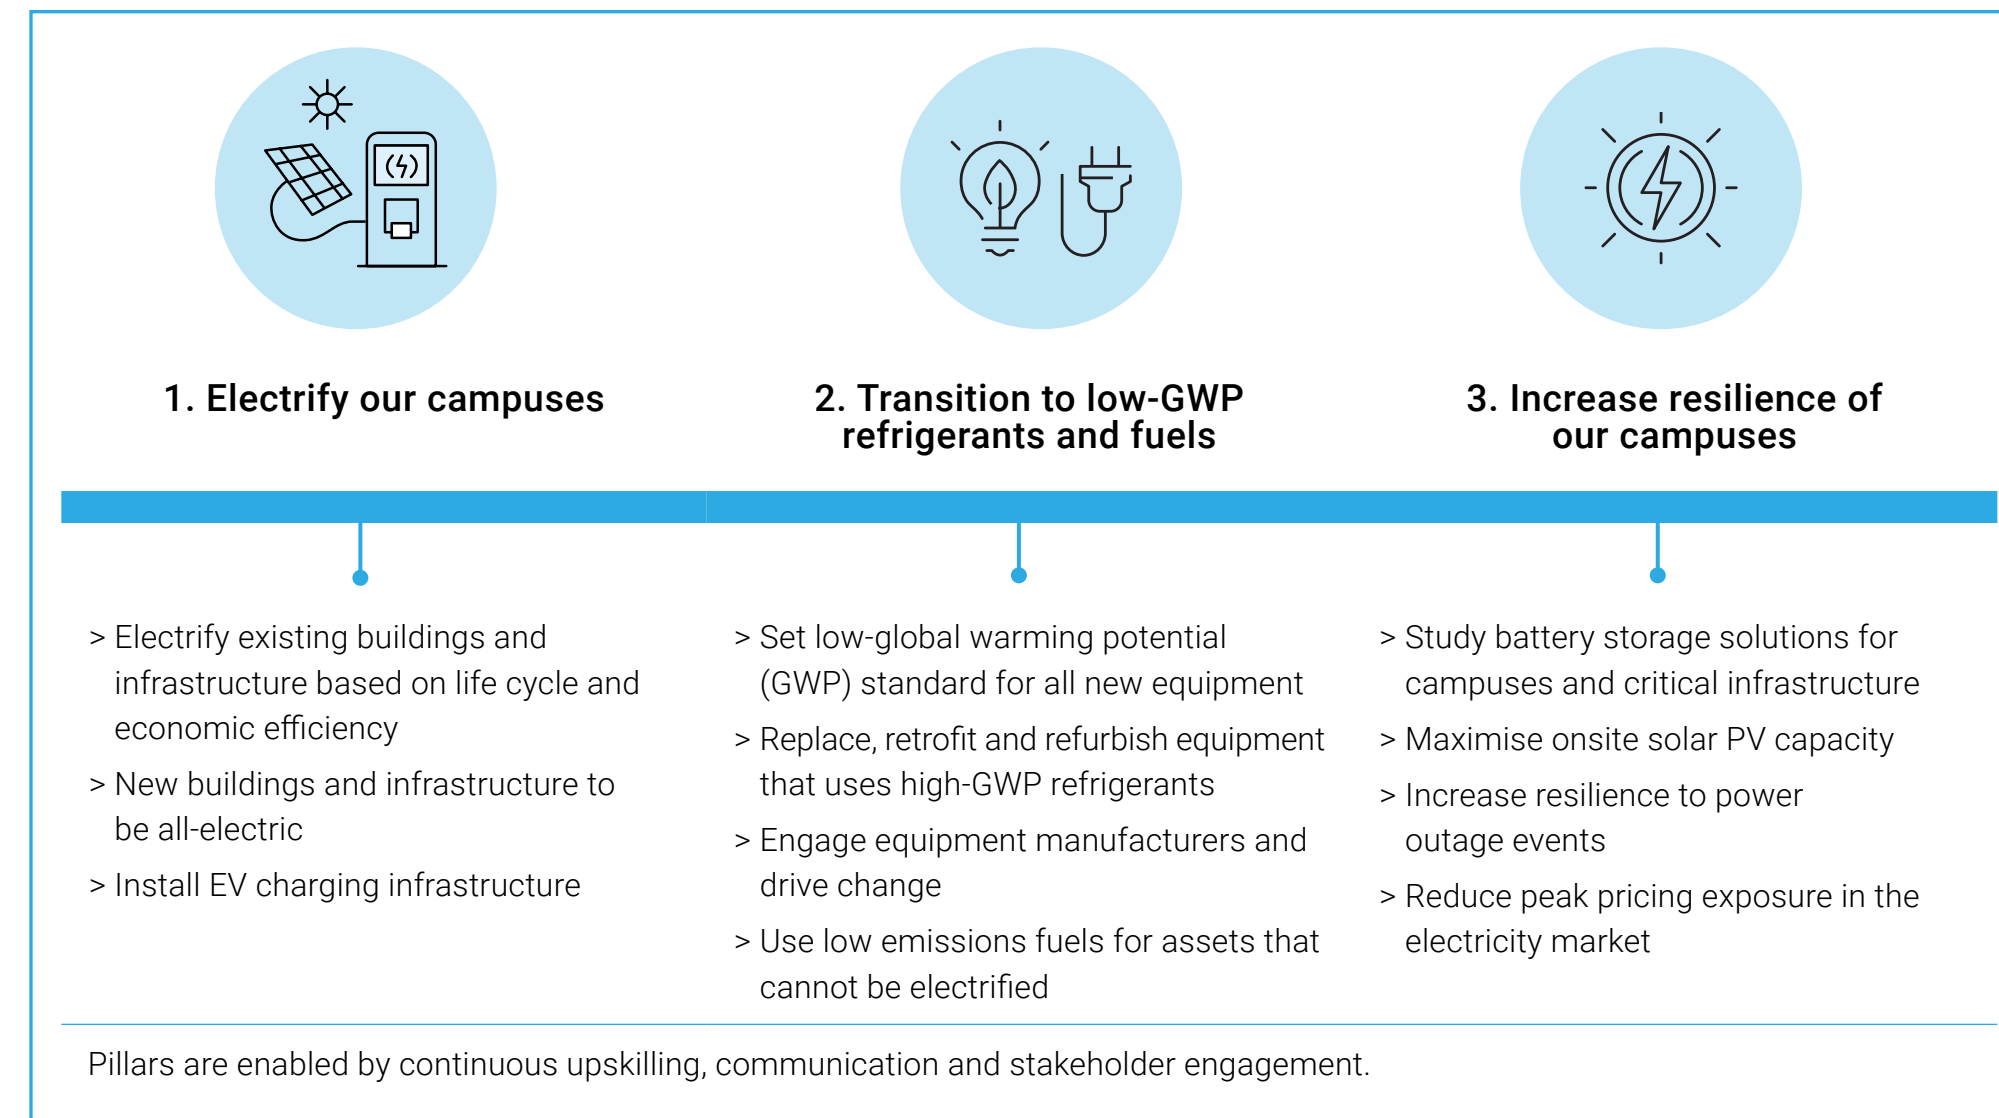 1. Electrify our campuses
2. Transition to low-GWP
refrigerants and fuels
3. Increase resilience of
our campuses
> Electrify existing buildings and
infrastructure based on life cycle and
economic efficiency
> New buildings and infrastructure to
be all-electric
> Install EV charging infrastructure
> Set low-global warming potential
(GWP) standard for all new equipment
> Replace, retrofit and refurbish equipment
that uses high-GWP refrigerants
> Engage equipment manufacturers and
drive change
> Use low emissions fuels for assets that
cannot be electrified
> Study battery storage solutions for
campuses and critical infrastructure
> Maximise onsite solar PV capacity
> Increase resilience to power
outage events
> Reduce peak pricing exposure in the
electricity market
Pillars are enabled by continuous upskilling, communication and stakeholder engagement.